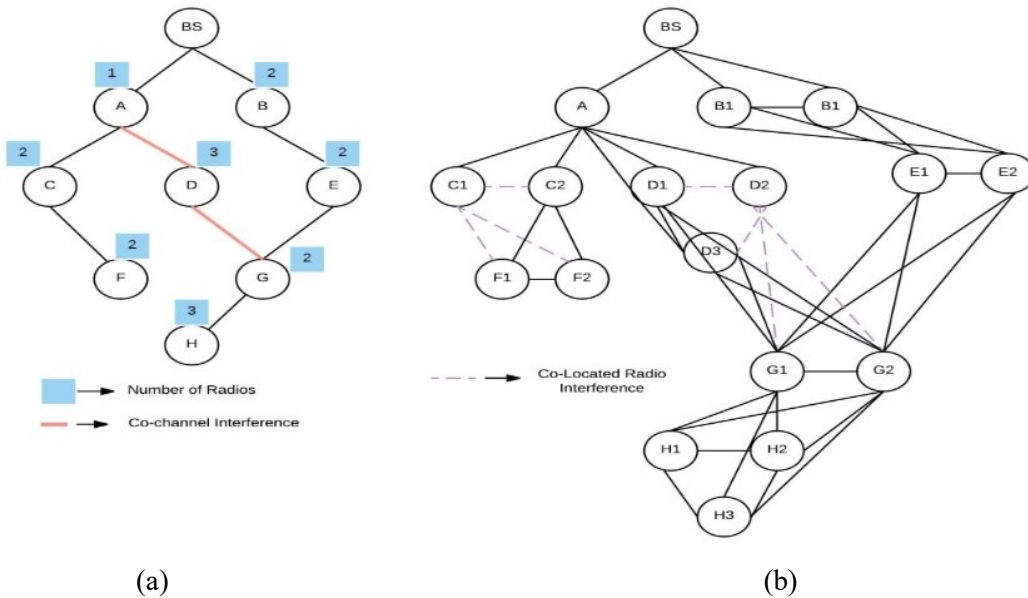 BS
1
2
A
B
2
3
2
C
D
E
2
F
G
2
3
H
Number of Radios
Co-channel Interference
(a)
BS
A
B1
B1
E1
E2
C1
C2
D1
D2
D3
F1
F2
Co-Located Radio
Interference
G1
G2
H1
H2
H3
(b)